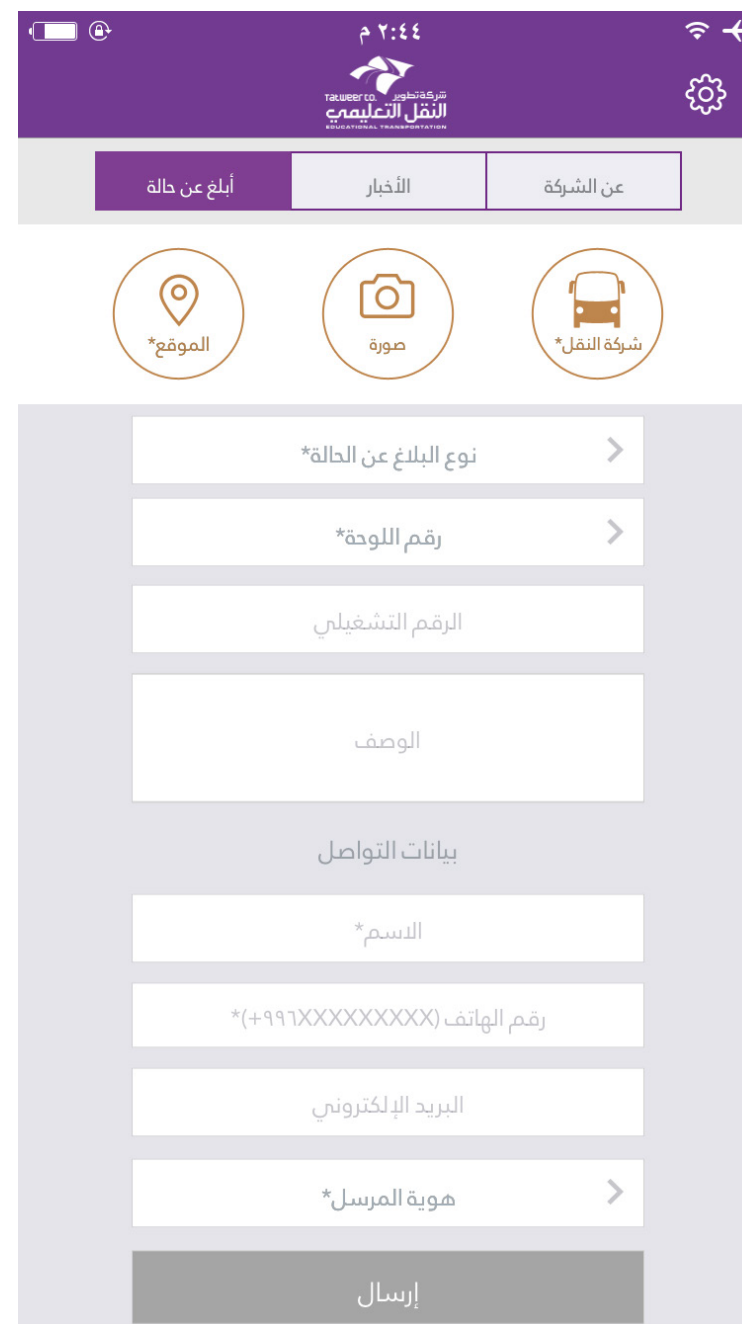 ٢:٤٤ م
شركة تطوير
TATWEER CO.
النقل التعليمي
EDUCATIONAL TRANSPORTATION
عن الشركة
الأخبار
أبلغ عن حالة
شركة النقل*
صورة
الموقع*
نوع البلاغ عن الحالة*
رقم اللوحة*
الرقم التشغيلي
الوصف
بيانات التواصل
الاسم*
رقم الهاتف (٩٩٦XXXXXXXXX+)*
البريد الإلكتروني
هوية المرسل*
إرسال